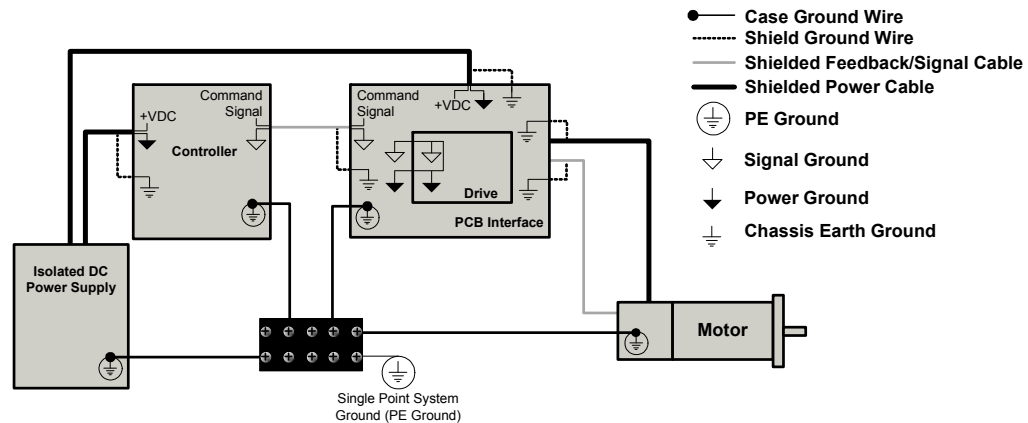 Case Ground Wire
Shield Ground Wire
Shielded Feedback/Signal Cable
Shielded Power Cable
PE Ground
Signal Ground
Power Ground
Chassis Earth Ground
+VDC
Command
Signal
Controller
Command
Signal
+VDC
Drive
PCB Interface
Isolated DC
Power Supply
Motor
Single Point System
Ground (PE Ground)